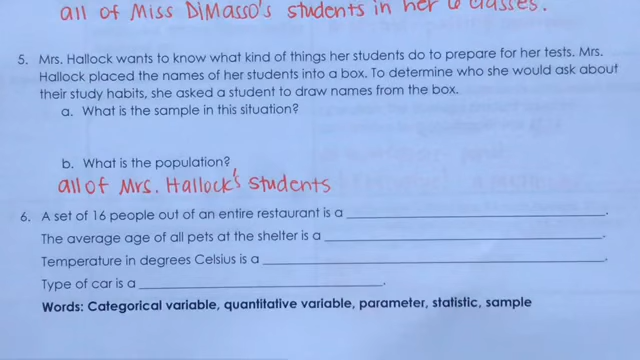 all of Miss DiMasso's students in her 6 classes.
5. Mrs. Hallock wants to know what kind of things her students do to prepare for her tests. Mrs.
Hallock placed the names of her students into a box. To determine who she would ask about
their study habits, she asked a student to draw names from the box.
a. What is the sample in this situation?
b. What is the population?
all of Mrs. Hallock's students
6. A set of 16 people out of an entire restaurant is a ______________________.
The average age of all pets at the shelter is a ______________________.
Temperature in degrees Celsius is a ______________________.
Type of car is a ______________________.
Words: Categorical variable, quantitative variable, parameter, statistic, sample